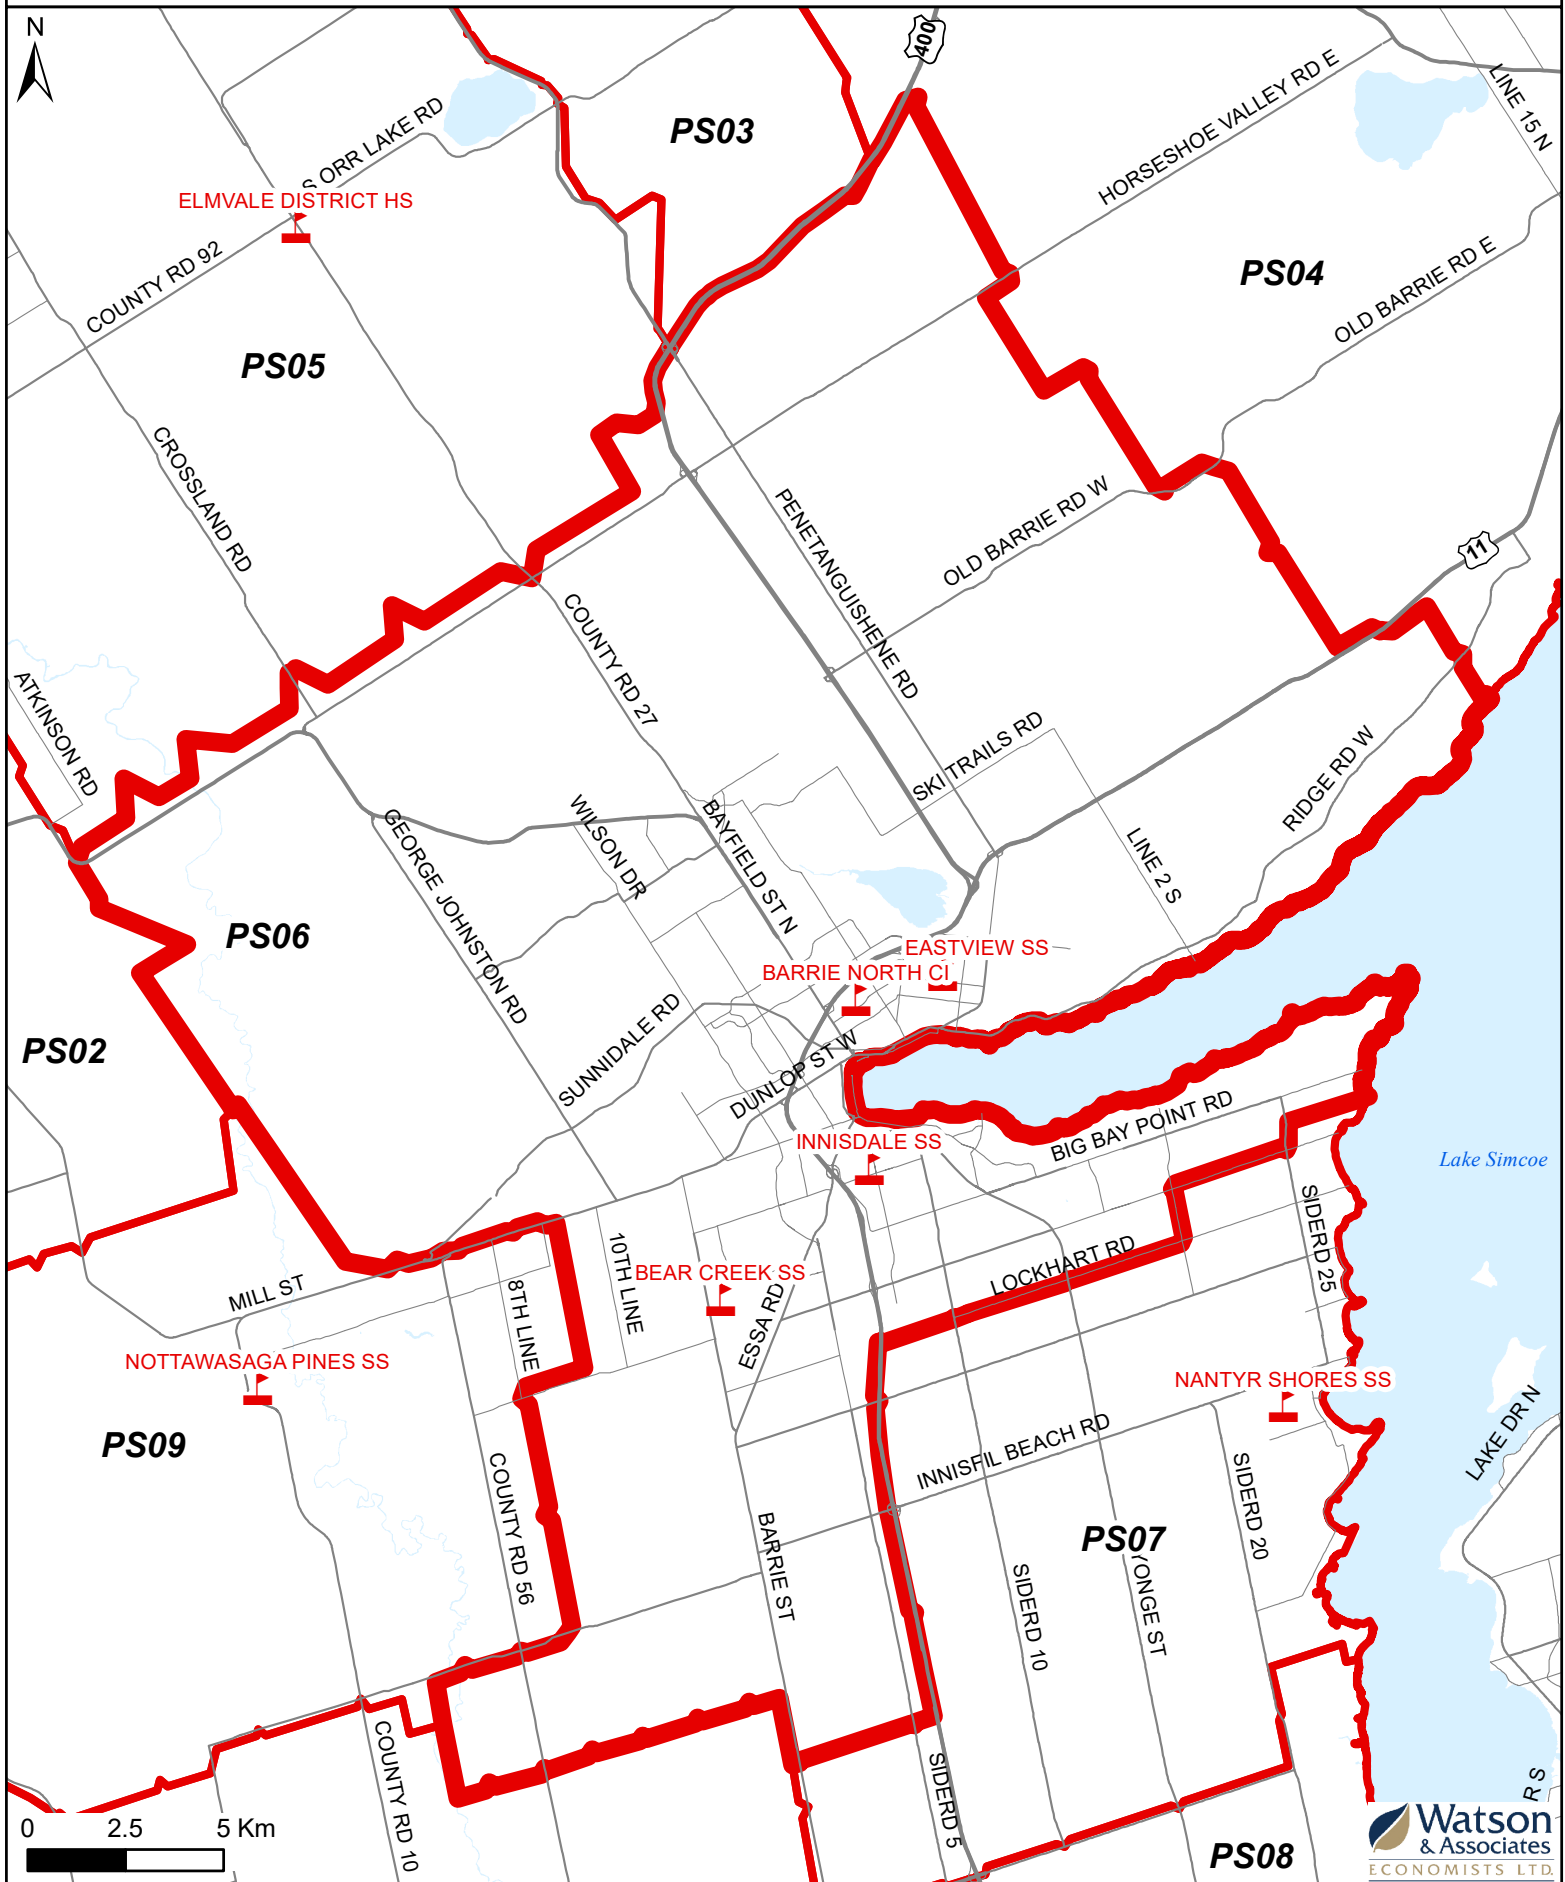 N
400
PS03
S ORR LAKE RD
HORSESHOE VALLEY RD E
LINE 15 N
ELMVALE DISTRICT HS
COUNTY RD 92
PS04
OLD BARRIE RD E
PS05
CROSSLAND RD
PENETANGUISHENE RD
OLD BARRIE RD W
11
COUNTY RD 27
ATKINSON RD
SKI TRAILS RD
RIDGE RD W
GEORGE JOHNSTON RD
WILSON DR
BAYFIELD ST N
LINE 2 S
PS06
EASTVIEW SS
BARRIE NORTH CI
PS02
SUNNIDALE RD
DUNLOP ST W
BIG BAY POINT RD
INNISDALE SS
Lake Simcoe
SIDERD 25
10TH LINE
LOCKHART RD
BEAR CREEK SS
MILL ST
8TH LINE
ESSA RD
NOTTAWASAGA PINES SS
NANTYR SHORES SS
LAKE DR N
PS09
INNISFIL BEACH RD
COUNTY RD 56
SIDERD 20
BARRIE ST
PS07
SIDERD 10
YONGE ST
COUNTY RD 10
SIDERD 5
R S
0 2.5 5 Km
PS08
Watson
& Associates
ECONOMISTS LTD.